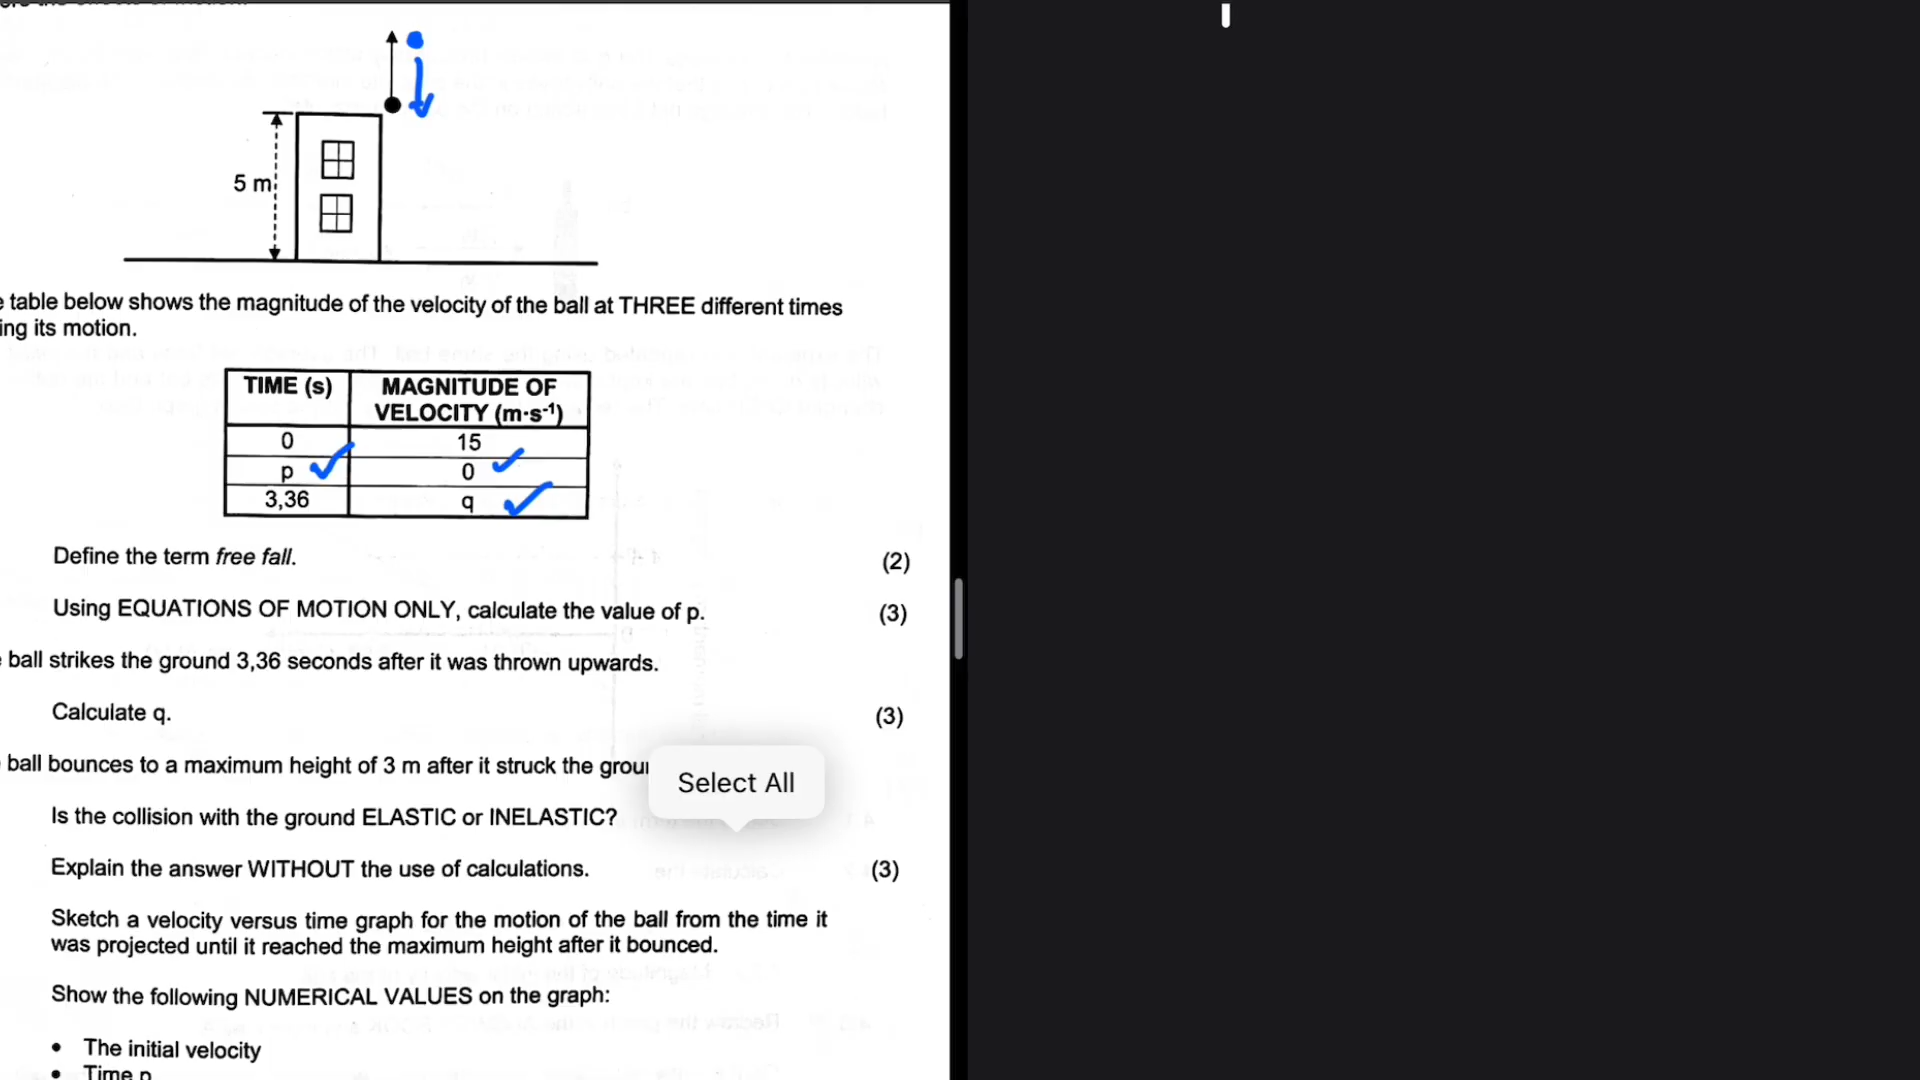 5 m
table below shows the magnitude of the velocity of the ball at THREE different times
ing its motion.
TIME (s) MAGNITUDE OF VELOCITY (m·s⁻¹)
0 15
p 0
3,36 q
Define the term free fall. (2)
Using EQUATIONS OF MOTION ONLY, calculate the value of p. (3)
ball strikes the ground 3,36 seconds after it was thrown upwards.
Calculate q. (3)
ball bounces to a maximum height of 3 m after it struck the grou
Select All
Is the collision with the ground ELASTIC or INELASTIC?
Explain the answer WITHOUT the use of calculations. (3)
Sketch a velocity versus time graph for the motion of the ball from the time it
was projected until it reached the maximum height after it bounced.
Show the following NUMERICAL VALUES on the graph:
• The initial velocity
• Time p